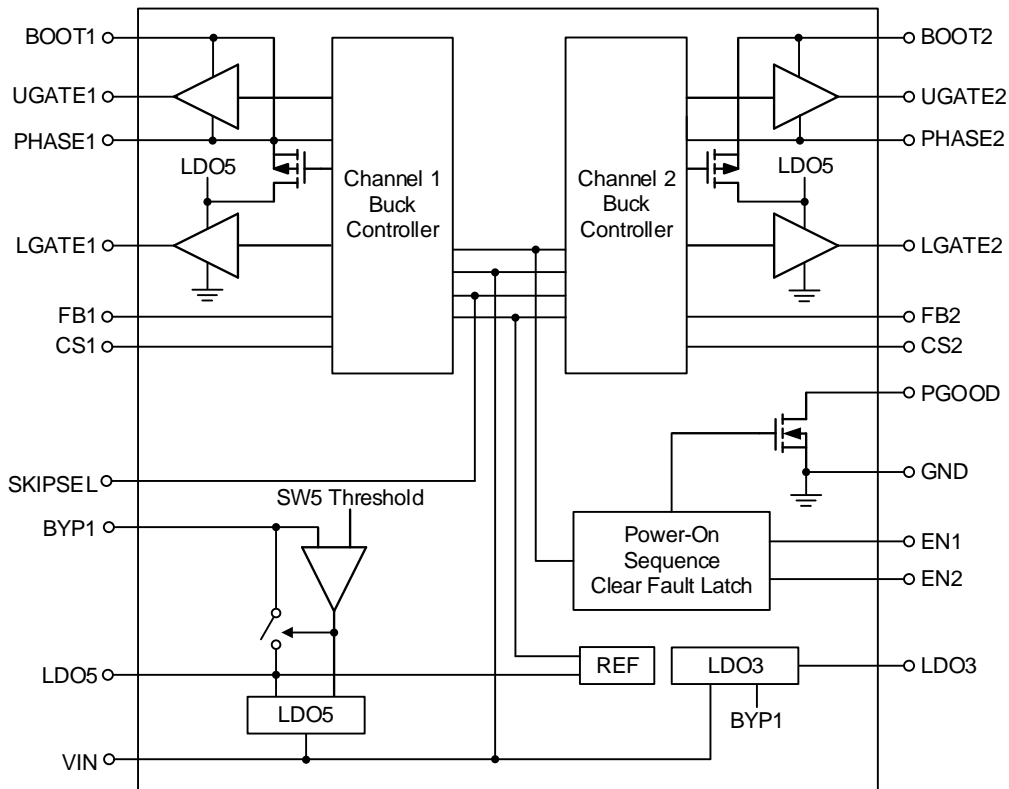 BOOT1
BOOT2
UGATE1
UGATE2
PHASE1
PHASE2
LDO5
LDO5
Channel 1
Buck
Controller
Channel 2
Buck
Controller
LGATE1
LGATE2
FB1
FB2
CS1
CS2
PGOOD
GND
SKIPSEL
SW5 Threshold
BYP1
Power-On
Sequence
Clear Fault Latch
EN1
EN2
LDO5
REF
LDO3
LDO3
LDO5
BYP1
VIN